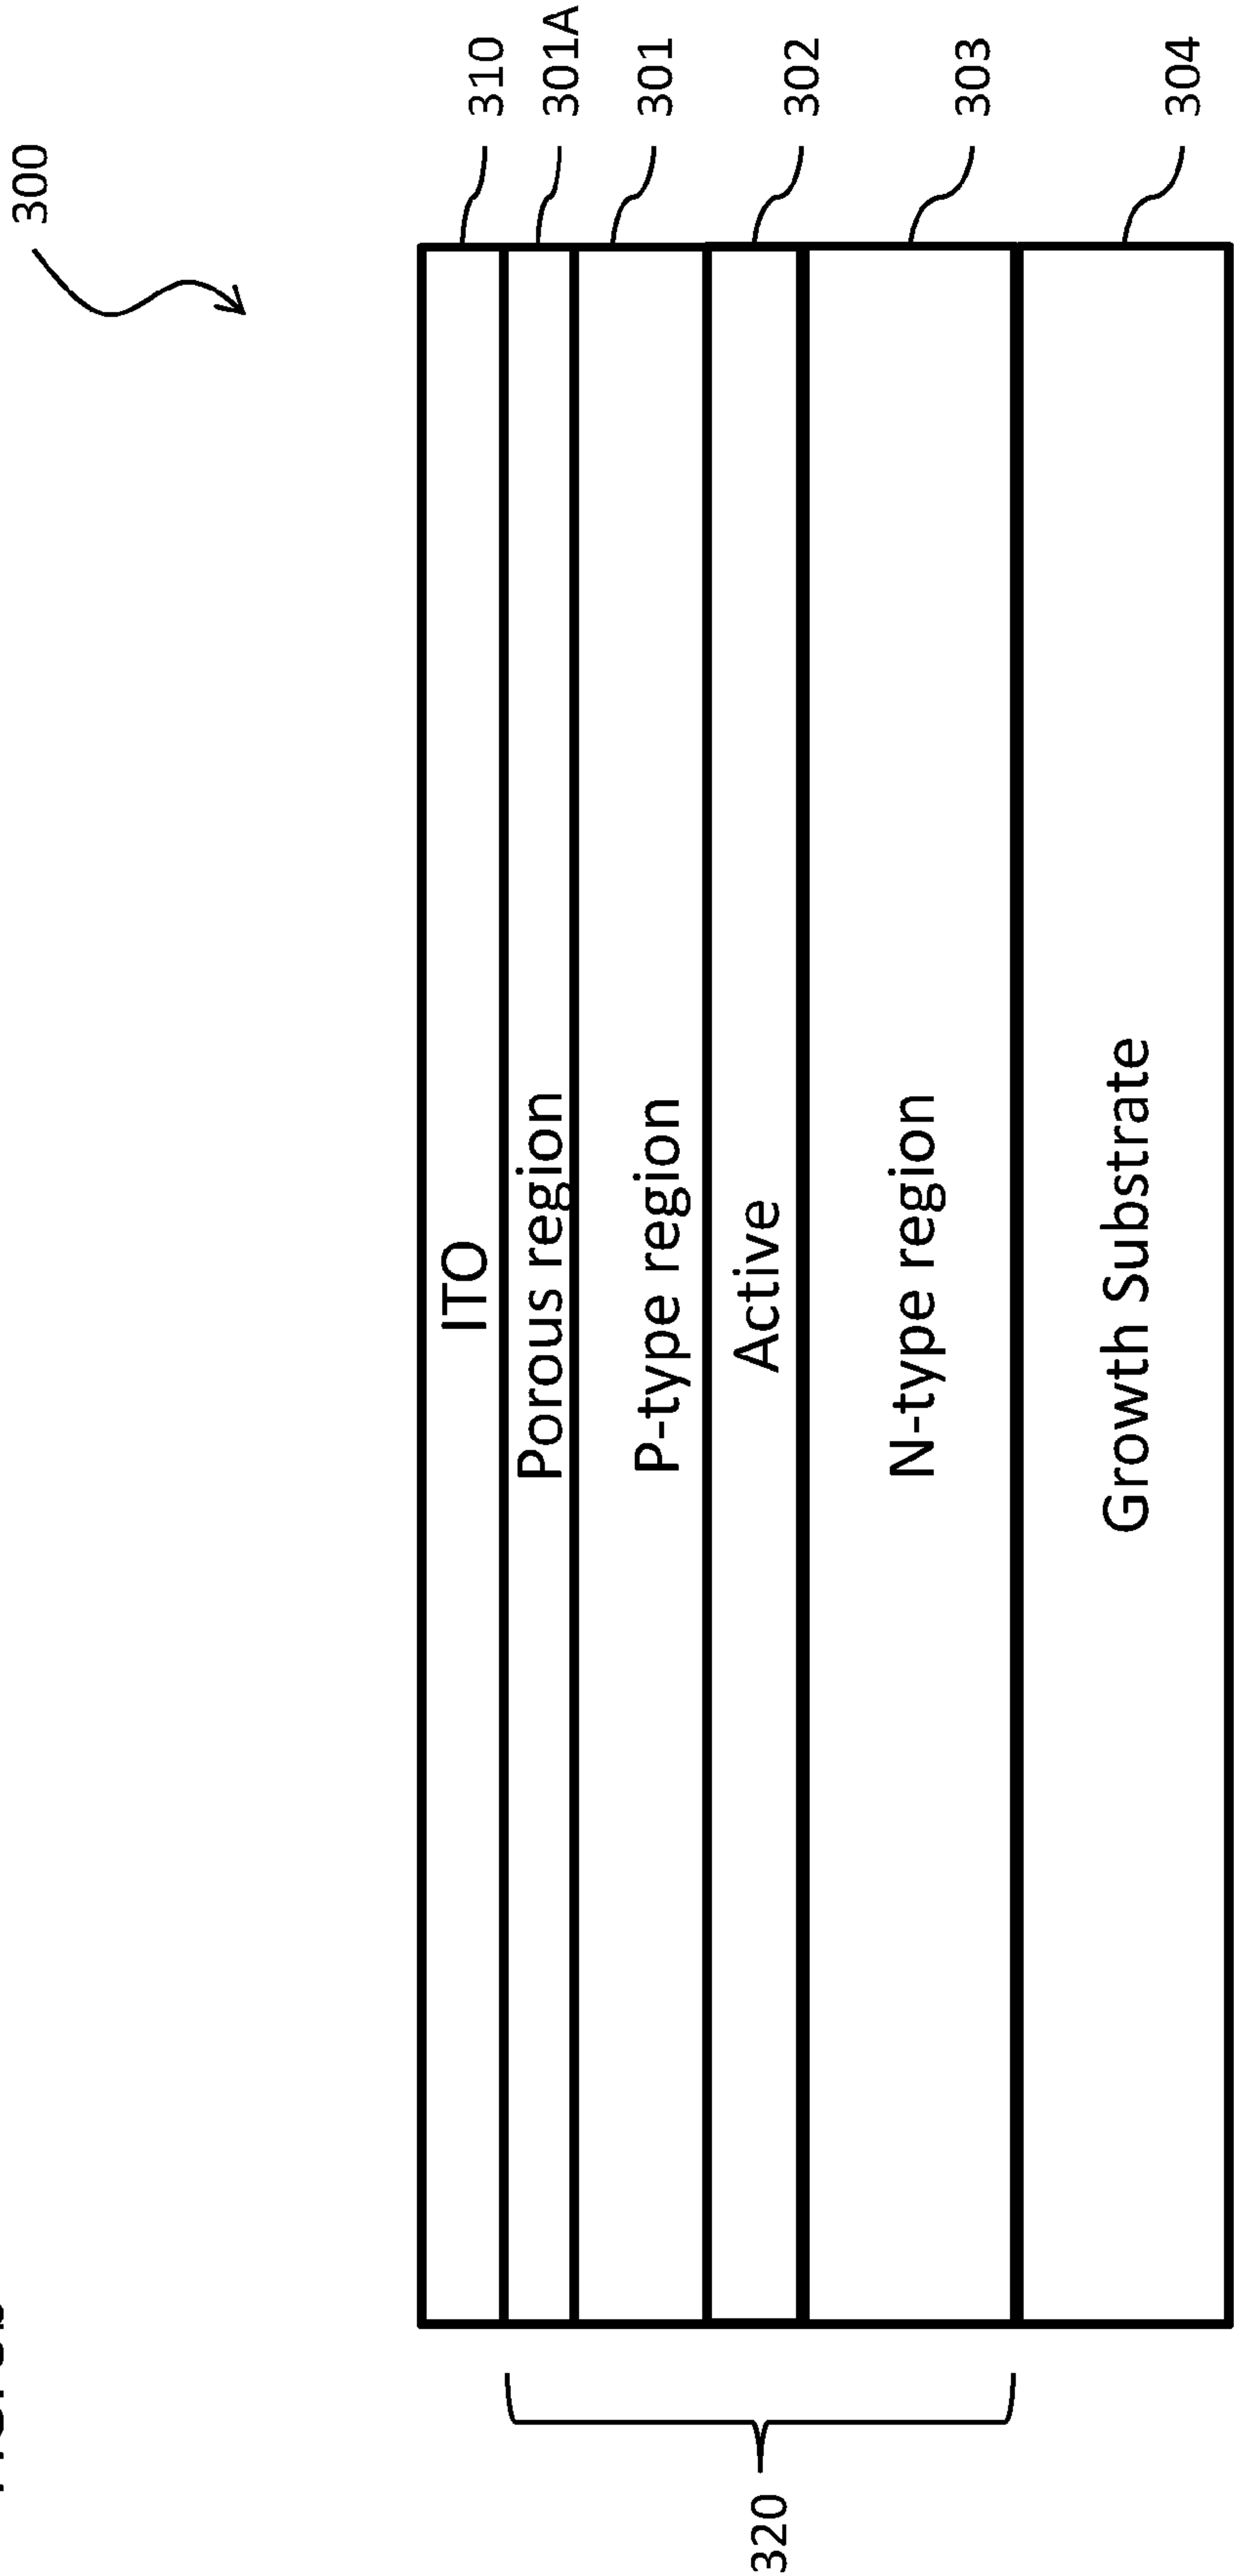 300
ITO
310
Porous region
301A
P-type region
301
Active
302
N-type region
303
Growth Substrate
304
320